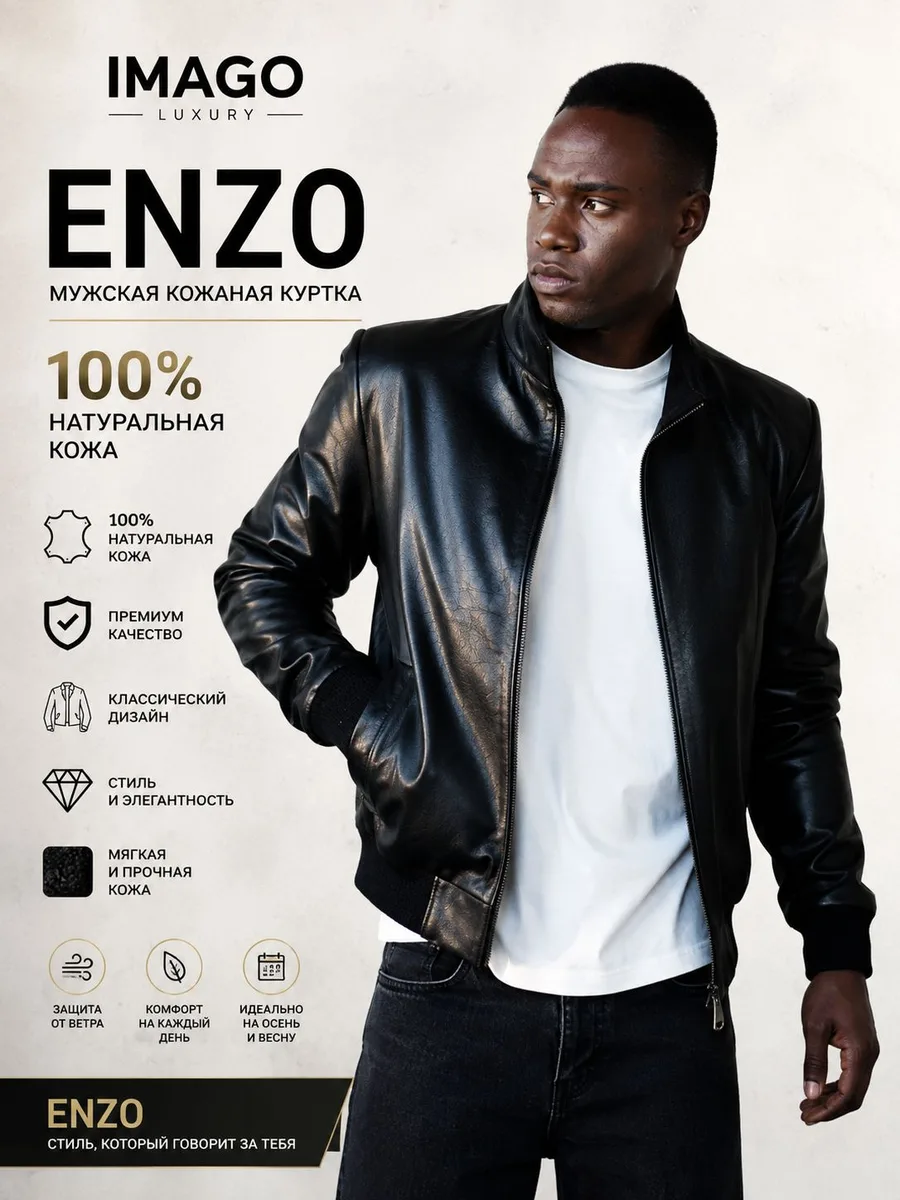 IMAGO
LUXURY
ENZO
МУЖСКАЯ КОЖАНАЯ КУРТКА
100%
НАТУРАЛЬНАЯ
КОЖА
100%
НАТУРАЛЬНАЯ
КОЖА
ПРЕМИУМ
КАЧЕСТВО
КЛАССИЧЕСКИЙ
ДИЗАЙН
СТИЛЬ
И ЭЛЕГАНТНОСТЬ
МЯГКАЯ
И ПРОЧНАЯ
КОЖА
ЗАЩИТА
ОТ ВЕТРА
КОМФОРТ
НА КАЖДЫЙ
ДЕНЬ
ИДЕАЛЬНО
НА ОСЕНЬ
И ВЕСНУ
ENZO
СТИЛЬ, КОТОРЫЙ ГОВОРИТ ЗА ТЕБЯ